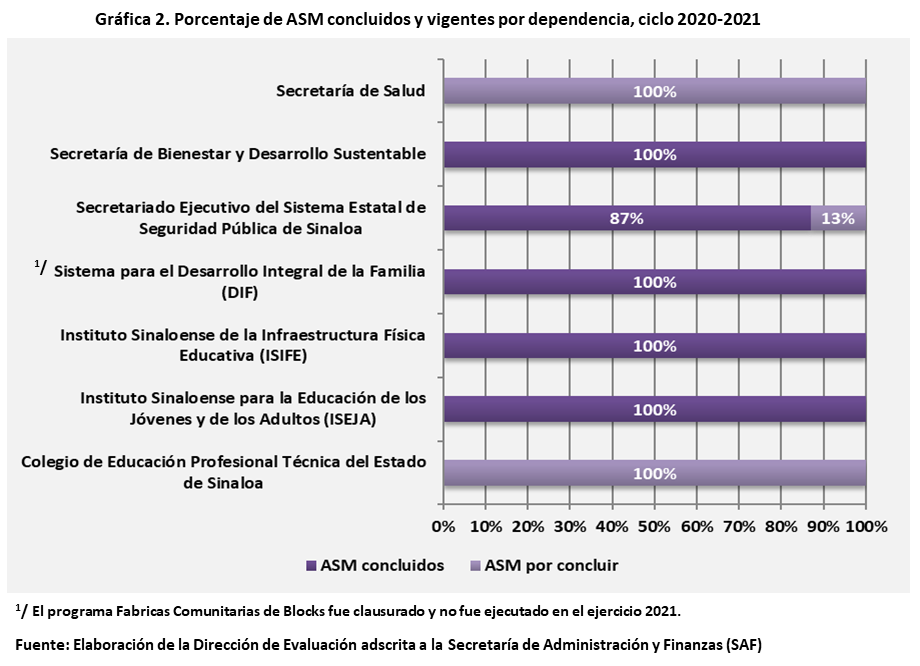 Gráfica 2. Porcentaje de ASM concluidos y vigentes por dependencia, ciclo 2020-2021
Secretaría de Salud
100%
Secretaría de Bienestar y Desarrollo Sustentable
100%
Secretariado Ejecutivo del Sistema Estatal de
Seguridad Pública de Sinaloa
87%
13%
1/ Sistema para el Desarrollo Integral de la Familia
(DIF)
100%
Instituto Sinaloense de la Infraestructura Física
Educativa (ISIFE)
100%
Instituto Sinaloense para la Educación de los
Jóvenes y de los Adultos (ISEJA)
100%
Colegio de Educación Profesional Técnica del Estado
de Sinaloa
100%
0% 10% 20% 30% 40% 50% 60% 70% 80% 90% 100%
ASM concluidos ASM por concluir
1/ El programa Fabricas Comunitarias de Blocks fue clausurado y no fue ejecutado en el ejercicio 2021.
Fuente: Elaboración de la Dirección de Evaluación adscrita a la Secretaría de Administración y Finanzas (SAF)